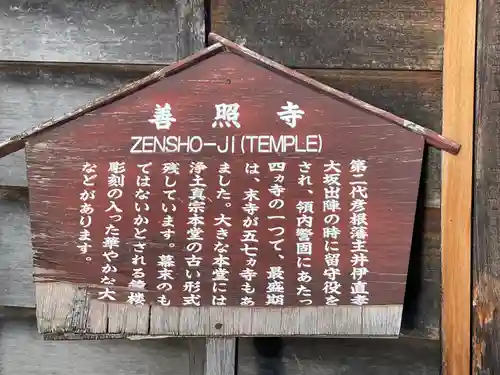 善照寺
ZENSHO-JI(TEMPLE)
第二代彦根藩主井伊直孝
大坂出陣の時に留守役を
され、領内警固にあたっ
四ヵ寺の一つで、最盛期
は、末寺が五七ヵ寺もあ
ました。大きな本堂には
浄土真宗本堂の古い形式
残しています。幕末のも
ではないかとされる鐘楼
彫刻の入った華やかな大
などがあります。